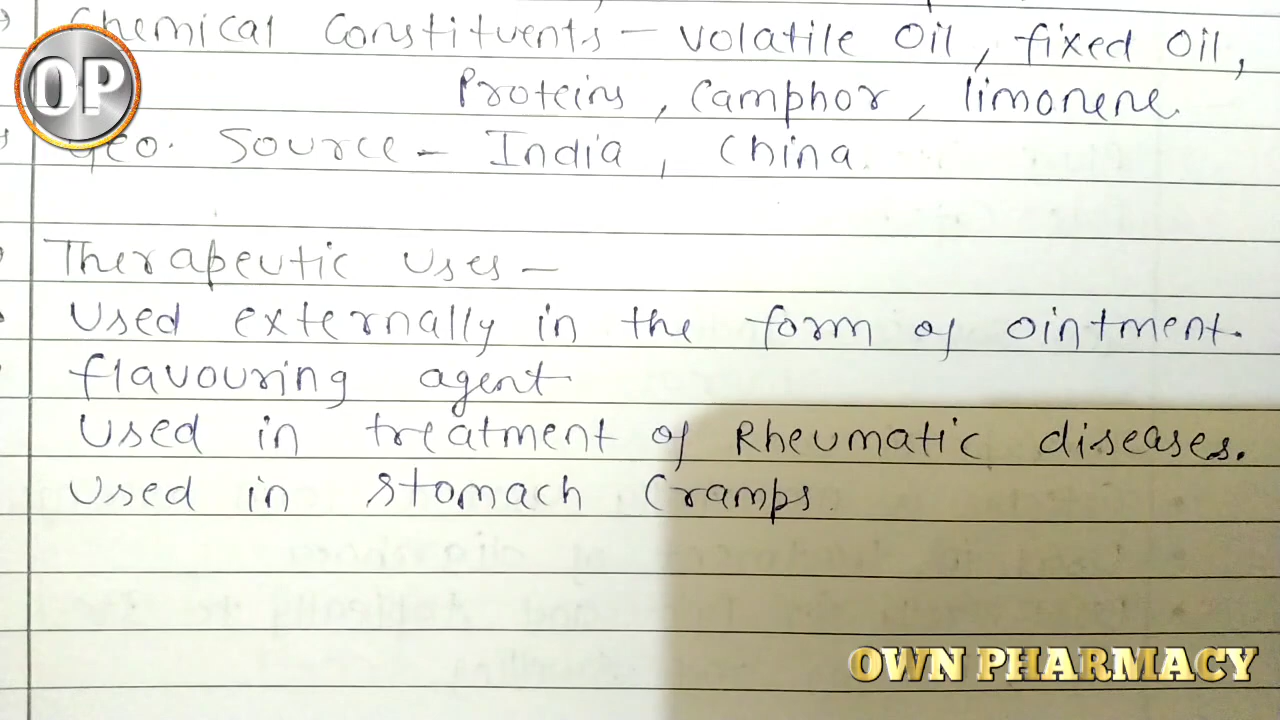 Chemical Constituents - Volatile Oil, fixed Oil,
Proteins, Camphor, limonene.
OP
Geo. Source - India, China.
Therapeutic Uses -
Used externally in the form of ointment.
flavouring agent
Used in treatment of Rheumatic diseases.
Used in stomach Cramps.
OWN PHARMACY